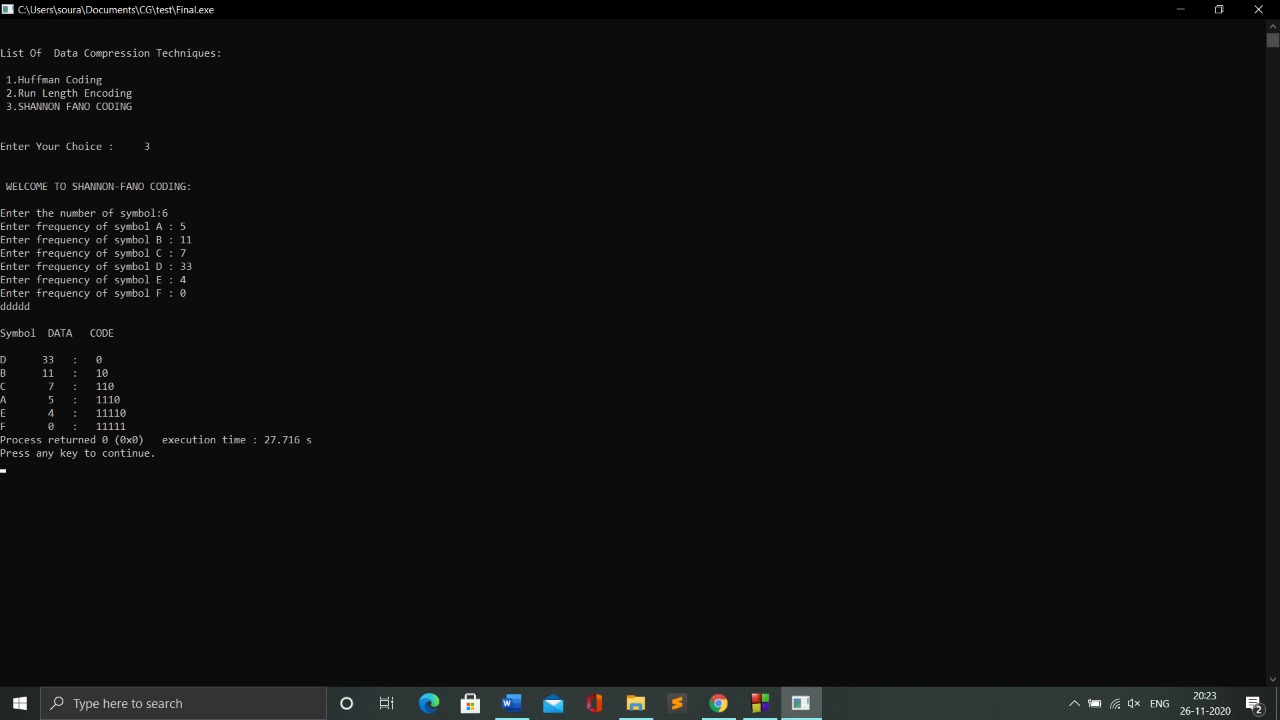 C:\Users\soura\Documents\CG\test\Final.exe
List Of  Data Compression Techniques:
1.Huffman Coding
2.Run Length Encoding
3.SHANNON FANO CODING
Enter Your Choice :     3
WELCOME TO SHANNON-FANO CODING:
Enter the number of symbol:6
Enter frequency of symbol A : 5
Enter frequency of symbol B : 11
Enter frequency of symbol C : 7
Enter frequency of symbol D : 33
Enter frequency of symbol E : 4
Enter frequency of symbol F : 0
ddddd
Symbol  DATA   CODE
D      33   :   0
B      11   :   10
C       7   :   110
A       5   :   1110
E       4   :   11110
F       0   :   11111
Process returned 0 (0x0)   execution time : 27.716 s
Press any key to continue.
Type here to search
ENG
20:23
26-11-2020
2